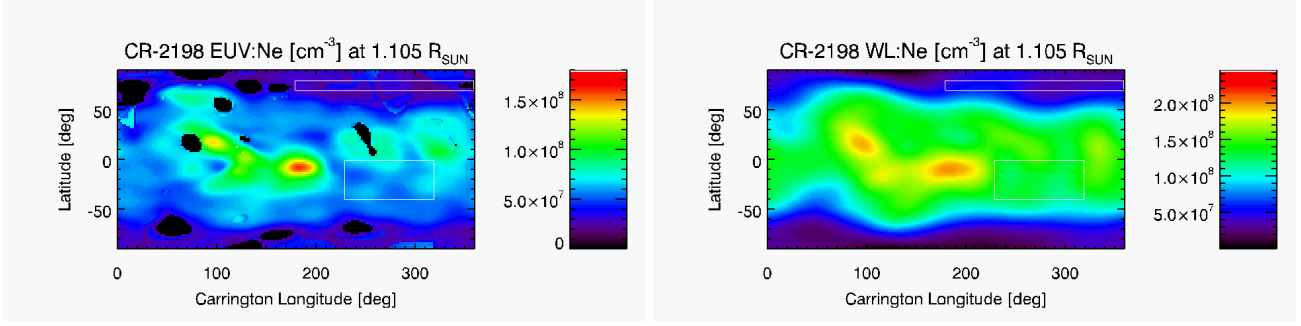 CR-2198 EUV:Ne [cm⁻³] at 1.105 R_SUN
50
0
-50
Latitude [deg]
0 100 200 300
Carrington Longitude [deg]
1.5×10⁸
1.0×10⁸
5.0×10⁷
0
CR-2198 WL:Ne [cm⁻³] at 1.105 R_SUN
50
0
-50
Latitude [deg]
0 100 200 300
Carrington Longitude [deg]
2.0×10⁸
1.5×10⁸
1.0×10⁸
5.0×10⁷